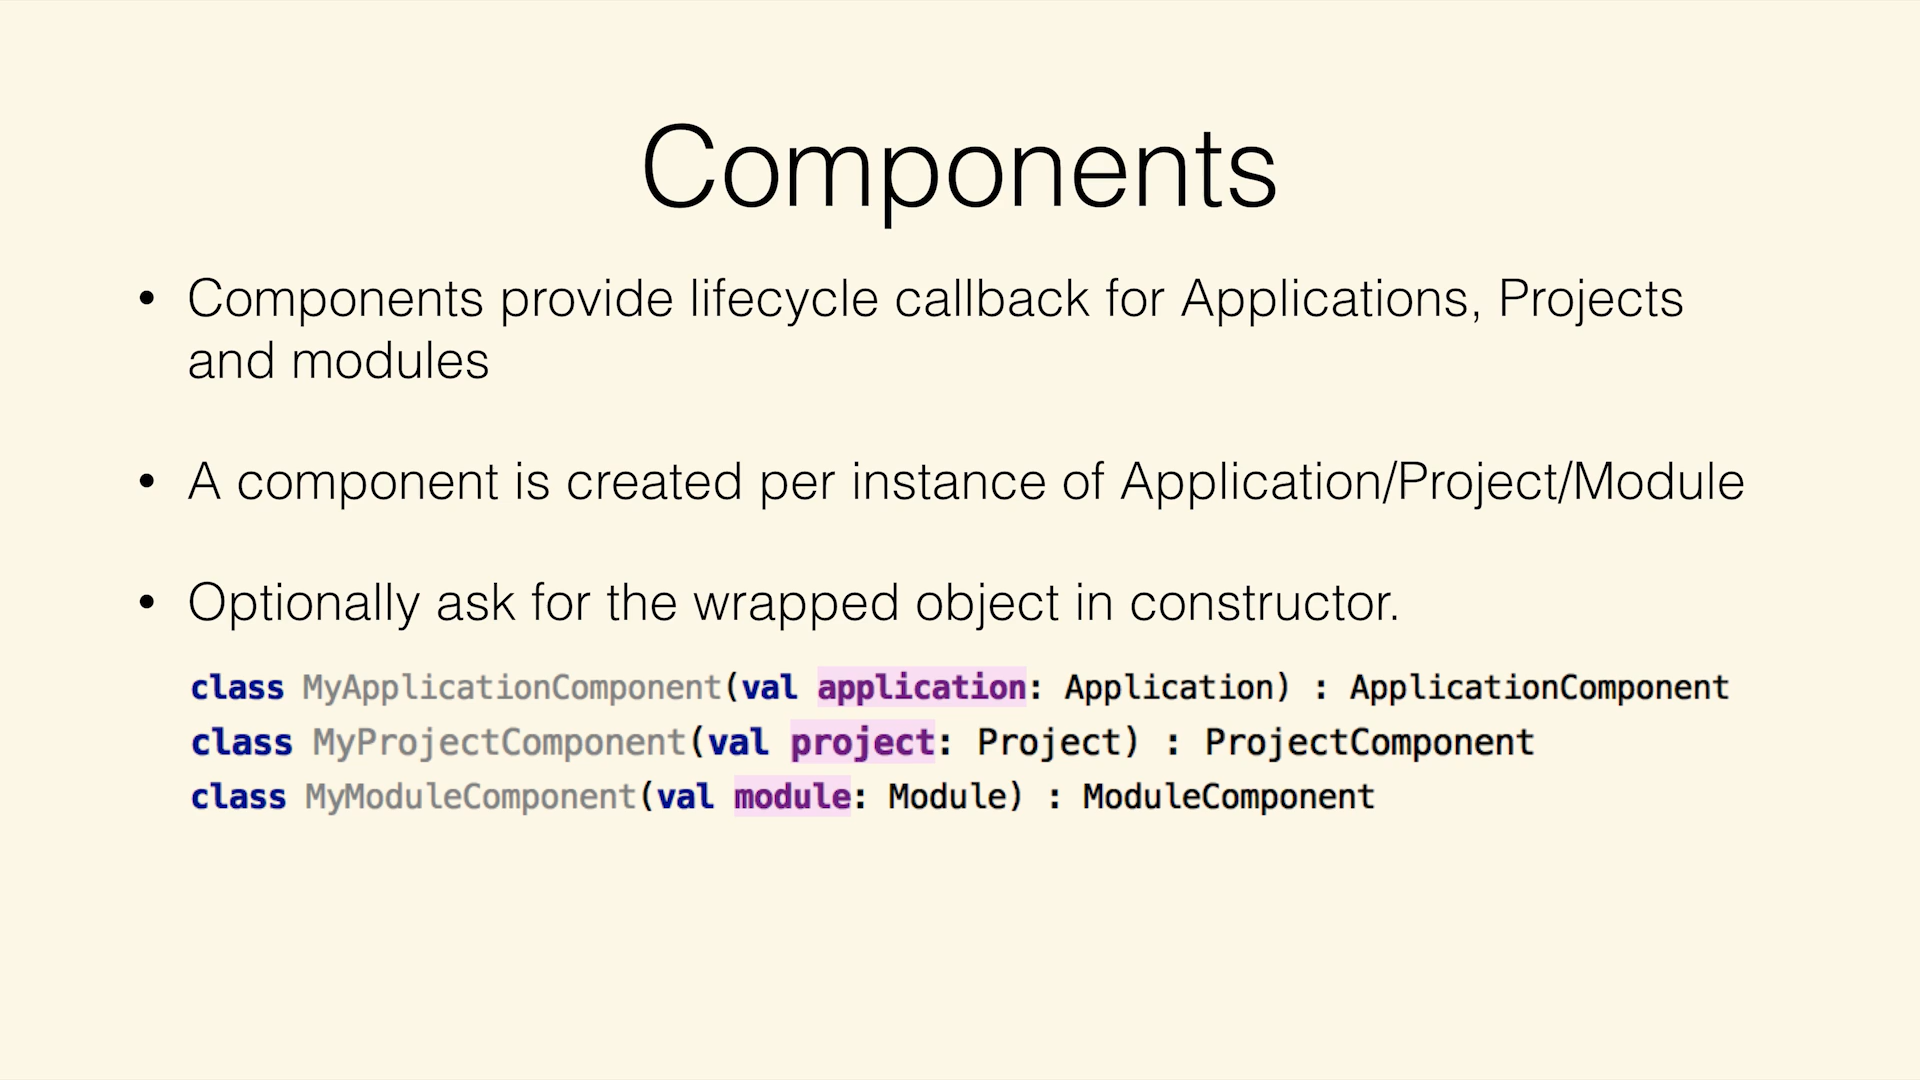 Components
• Components provide lifecycle callback for Applications, Projects
and modules
• A component is created per instance of Application/Project/Module
• Optionally ask for the wrapped object in constructor.
class MyApplicationComponent(val application: Application) : ApplicationComponent
class MyProjectComponent(val project: Project) : ProjectComponent
class MyModuleComponent(val module: Module) : ModuleComponent